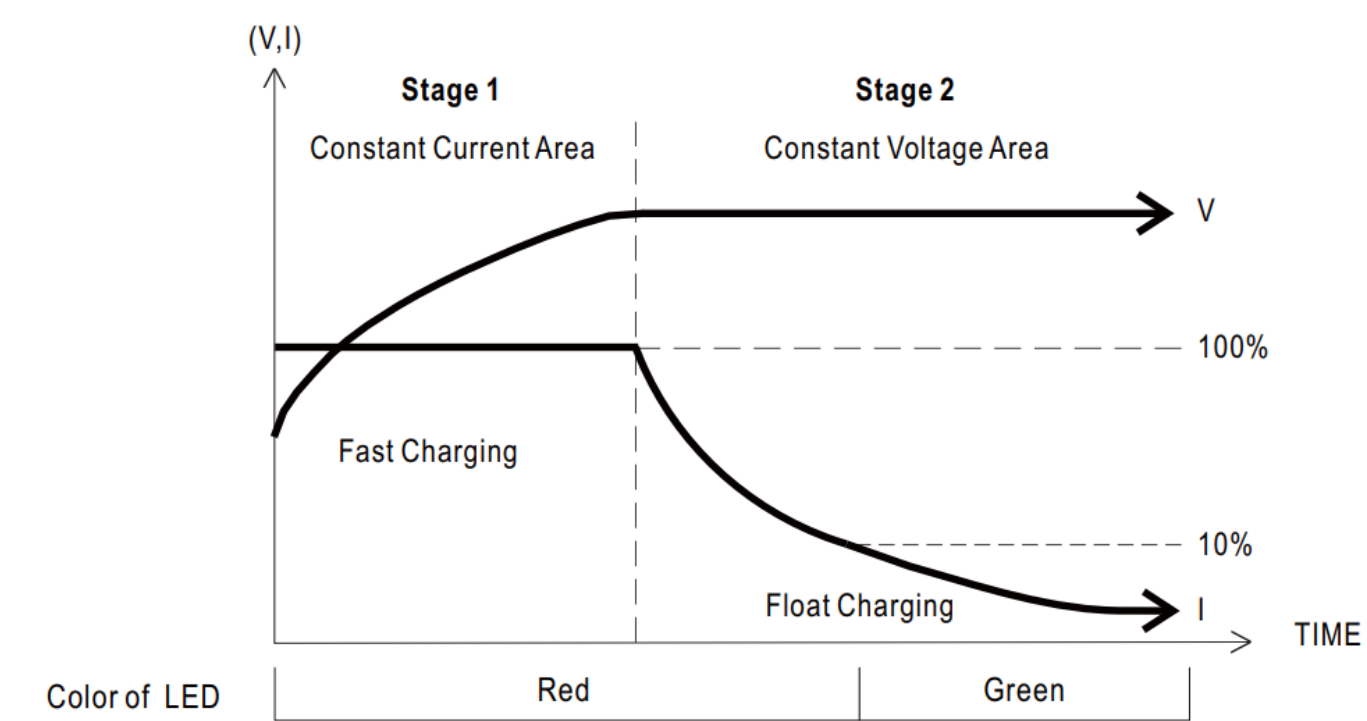 (V,I)
Stage 1
Stage 2
Constant Current Area
Constant Voltage Area
V
100%
Fast Charging
10%
Float Charging
I
TIME
Color of LED
Red
Green